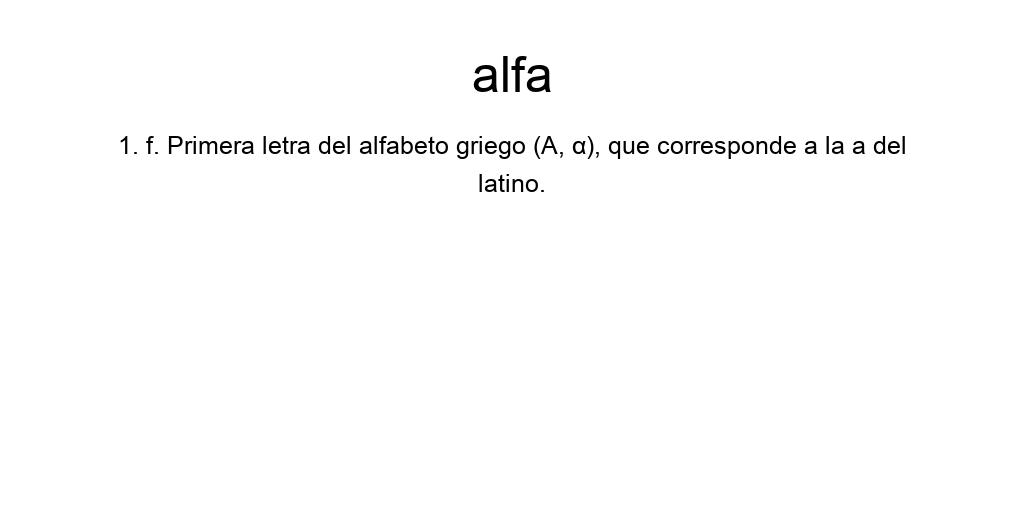 alfa
1. f. Primera letra del alfabeto griego (Α, α), que corresponde a la a del
latino.